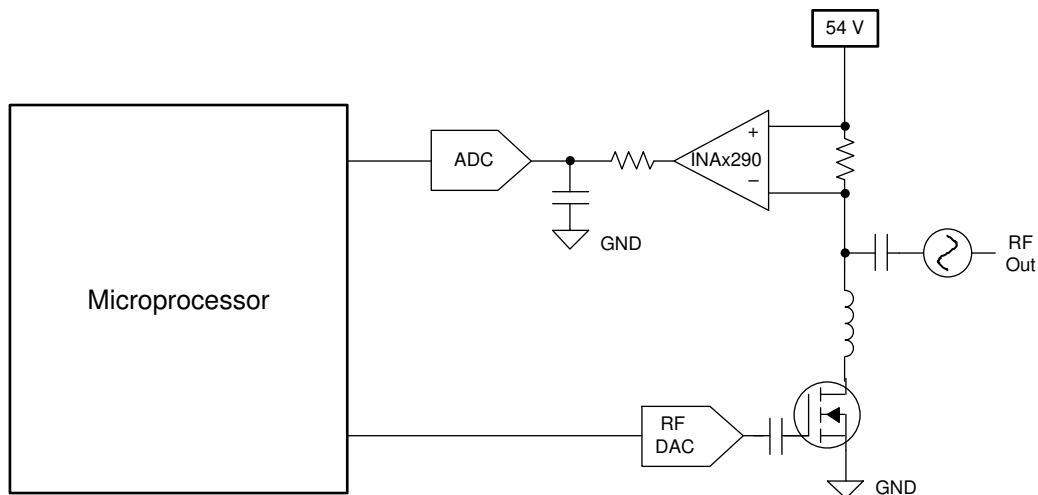 54 V
+
INAx290
−
ADC
GND
RF
Out
Microprocessor
RF
DAC
GND